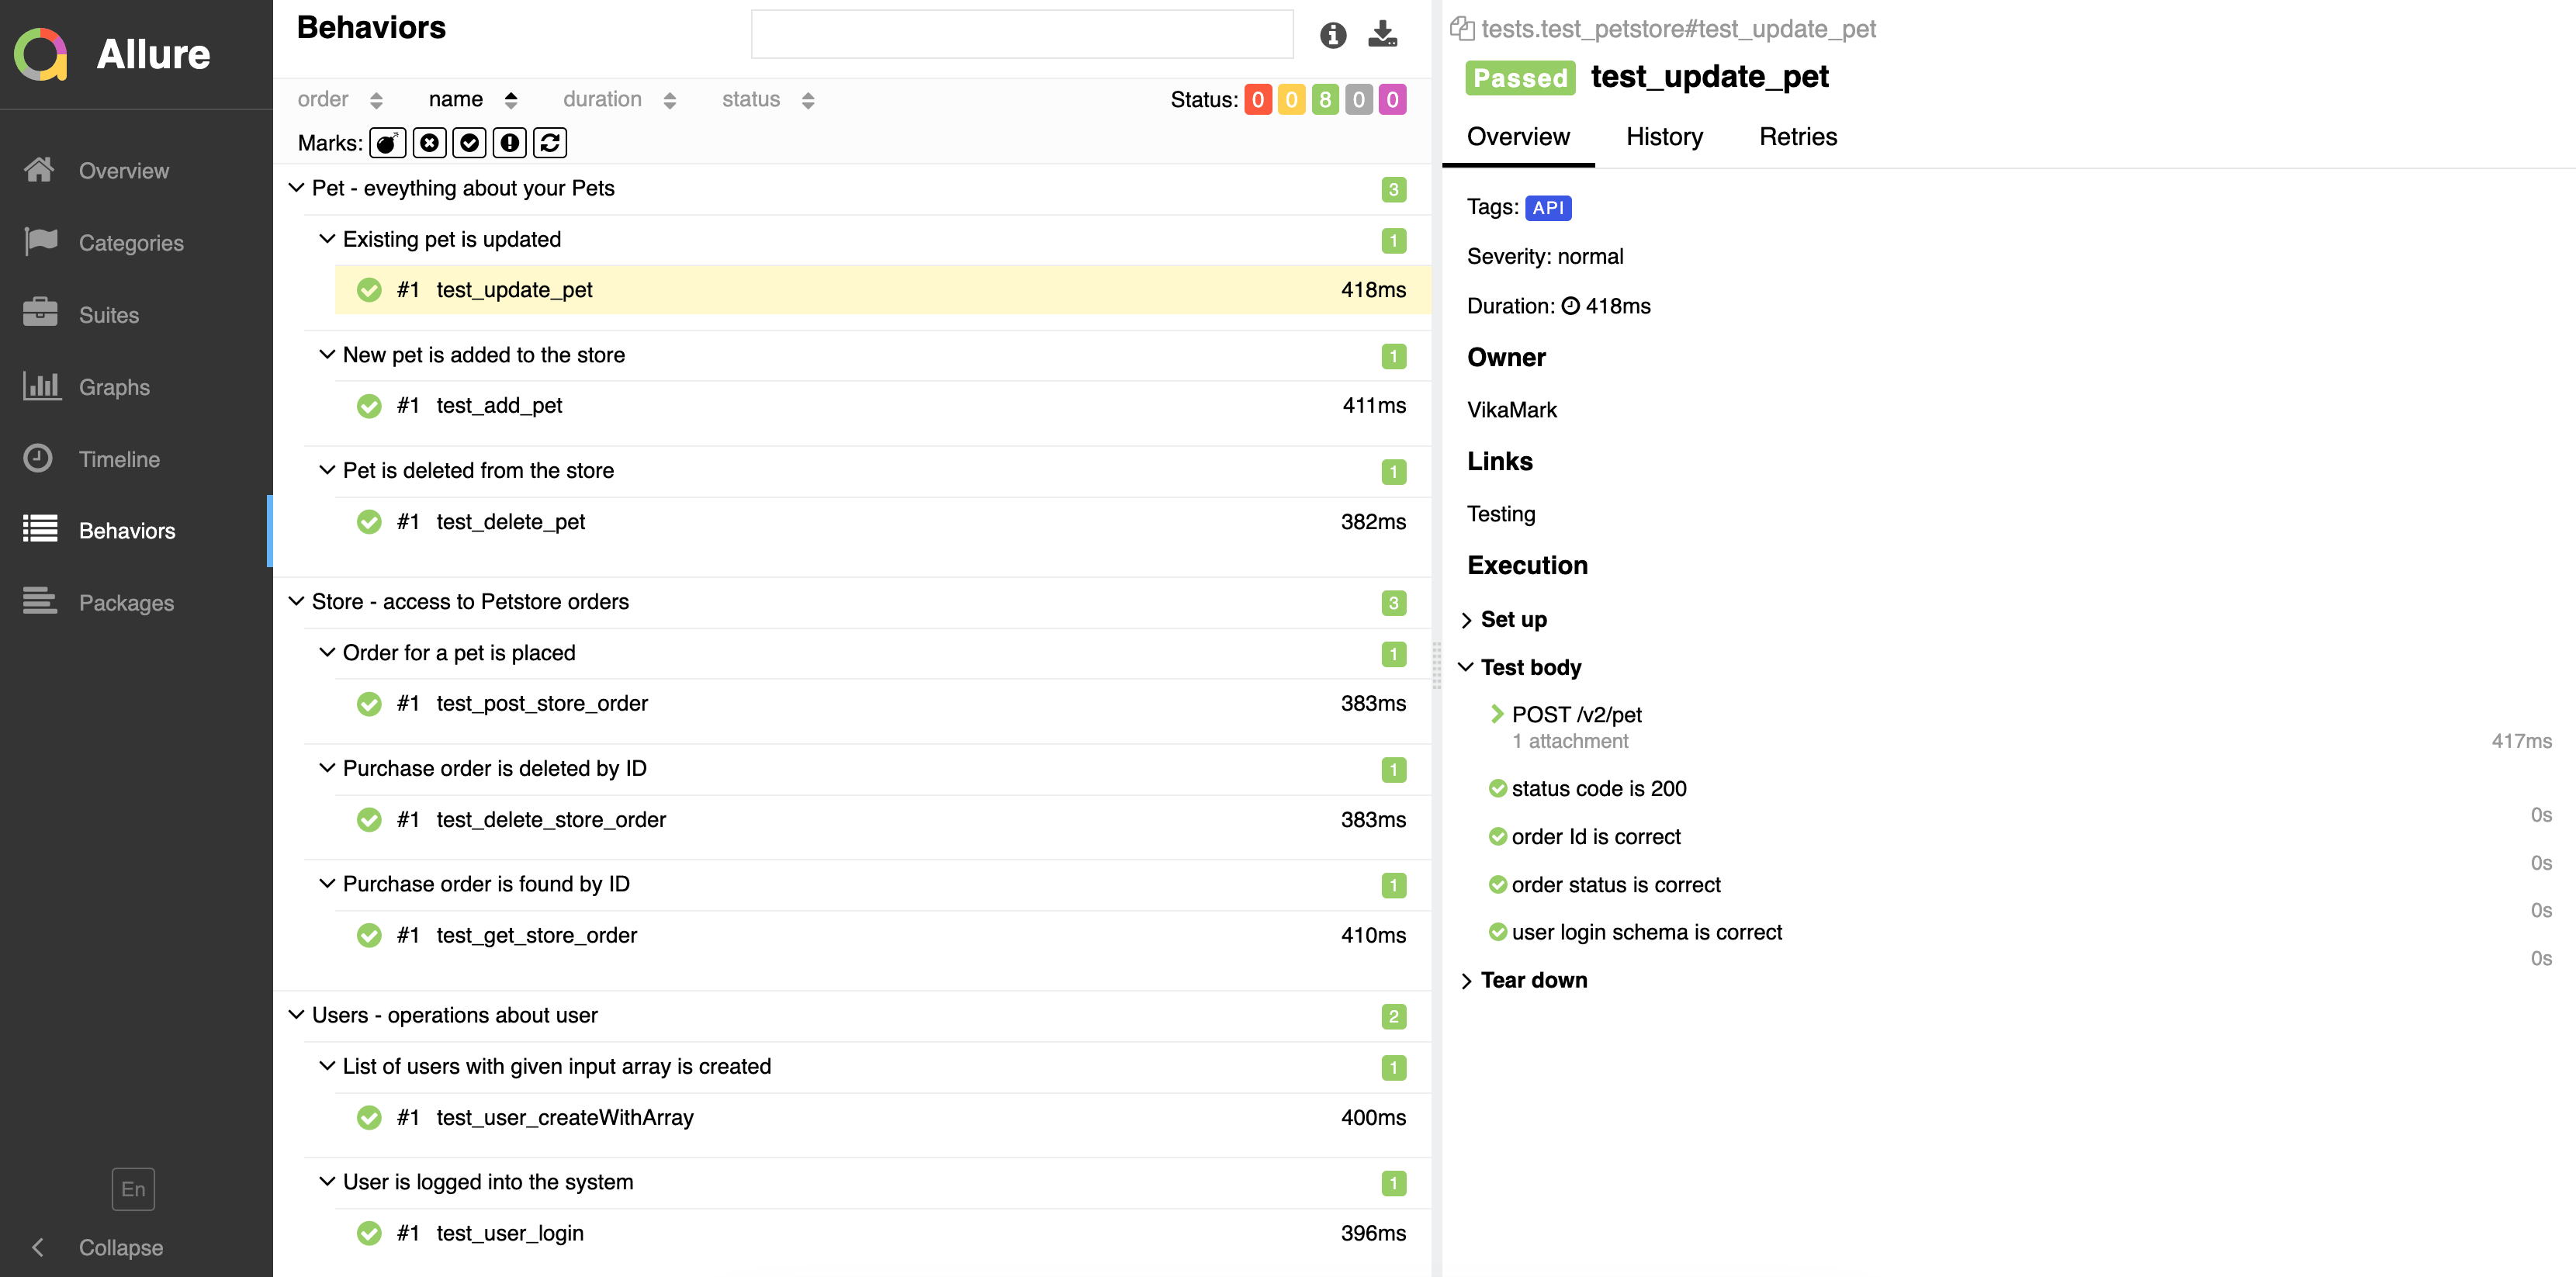 Allure
Overview
Categories
Suites
Graphs
Timeline
Behaviors
Packages
En
Collapse
Behaviors
order name duration status
Status: 0 0 8 0 0
Marks:
Pet - eveything about your Pets 3
Existing pet is updated 1
#1 test_update_pet 418ms
New pet is added to the store 1
#1 test_add_pet 411ms
Pet is deleted from the store 1
#1 test_delete_pet 382ms
Store - access to Petstore orders 3
Order for a pet is placed 1
#1 test_post_store_order 383ms
Purchase order is deleted by ID 1
#1 test_delete_store_order 383ms
Purchase order is found by ID 1
#1 test_get_store_order 410ms
Users - operations about user 2
List of users with given input array is created 1
#1 test_user_createWithArray 400ms
User is logged into the system 1
#1 test_user_login 396ms
tests.test_petstore#test_update_pet
Passed test_update_pet
Overview History Retries
Tags: API
Severity: normal
Duration: 418ms
Owner
VikaMark
Links
Testing
Execution
Set up
Test body
POST /v2/pet
1 attachment 417ms
status code is 200
0s
order Id is correct
0s
order status is correct
0s
user login schema is correct
0s
Tear down